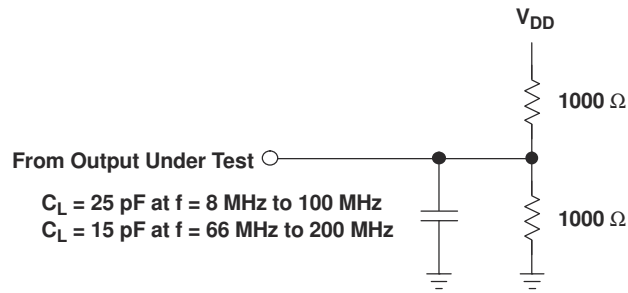 V_DD
1000 Ω
From Output Under Test
C_L = 25 pF at f = 8 MHz to 100 MHz
C_L = 15 pF at f = 66 MHz to 200 MHz
1000 Ω